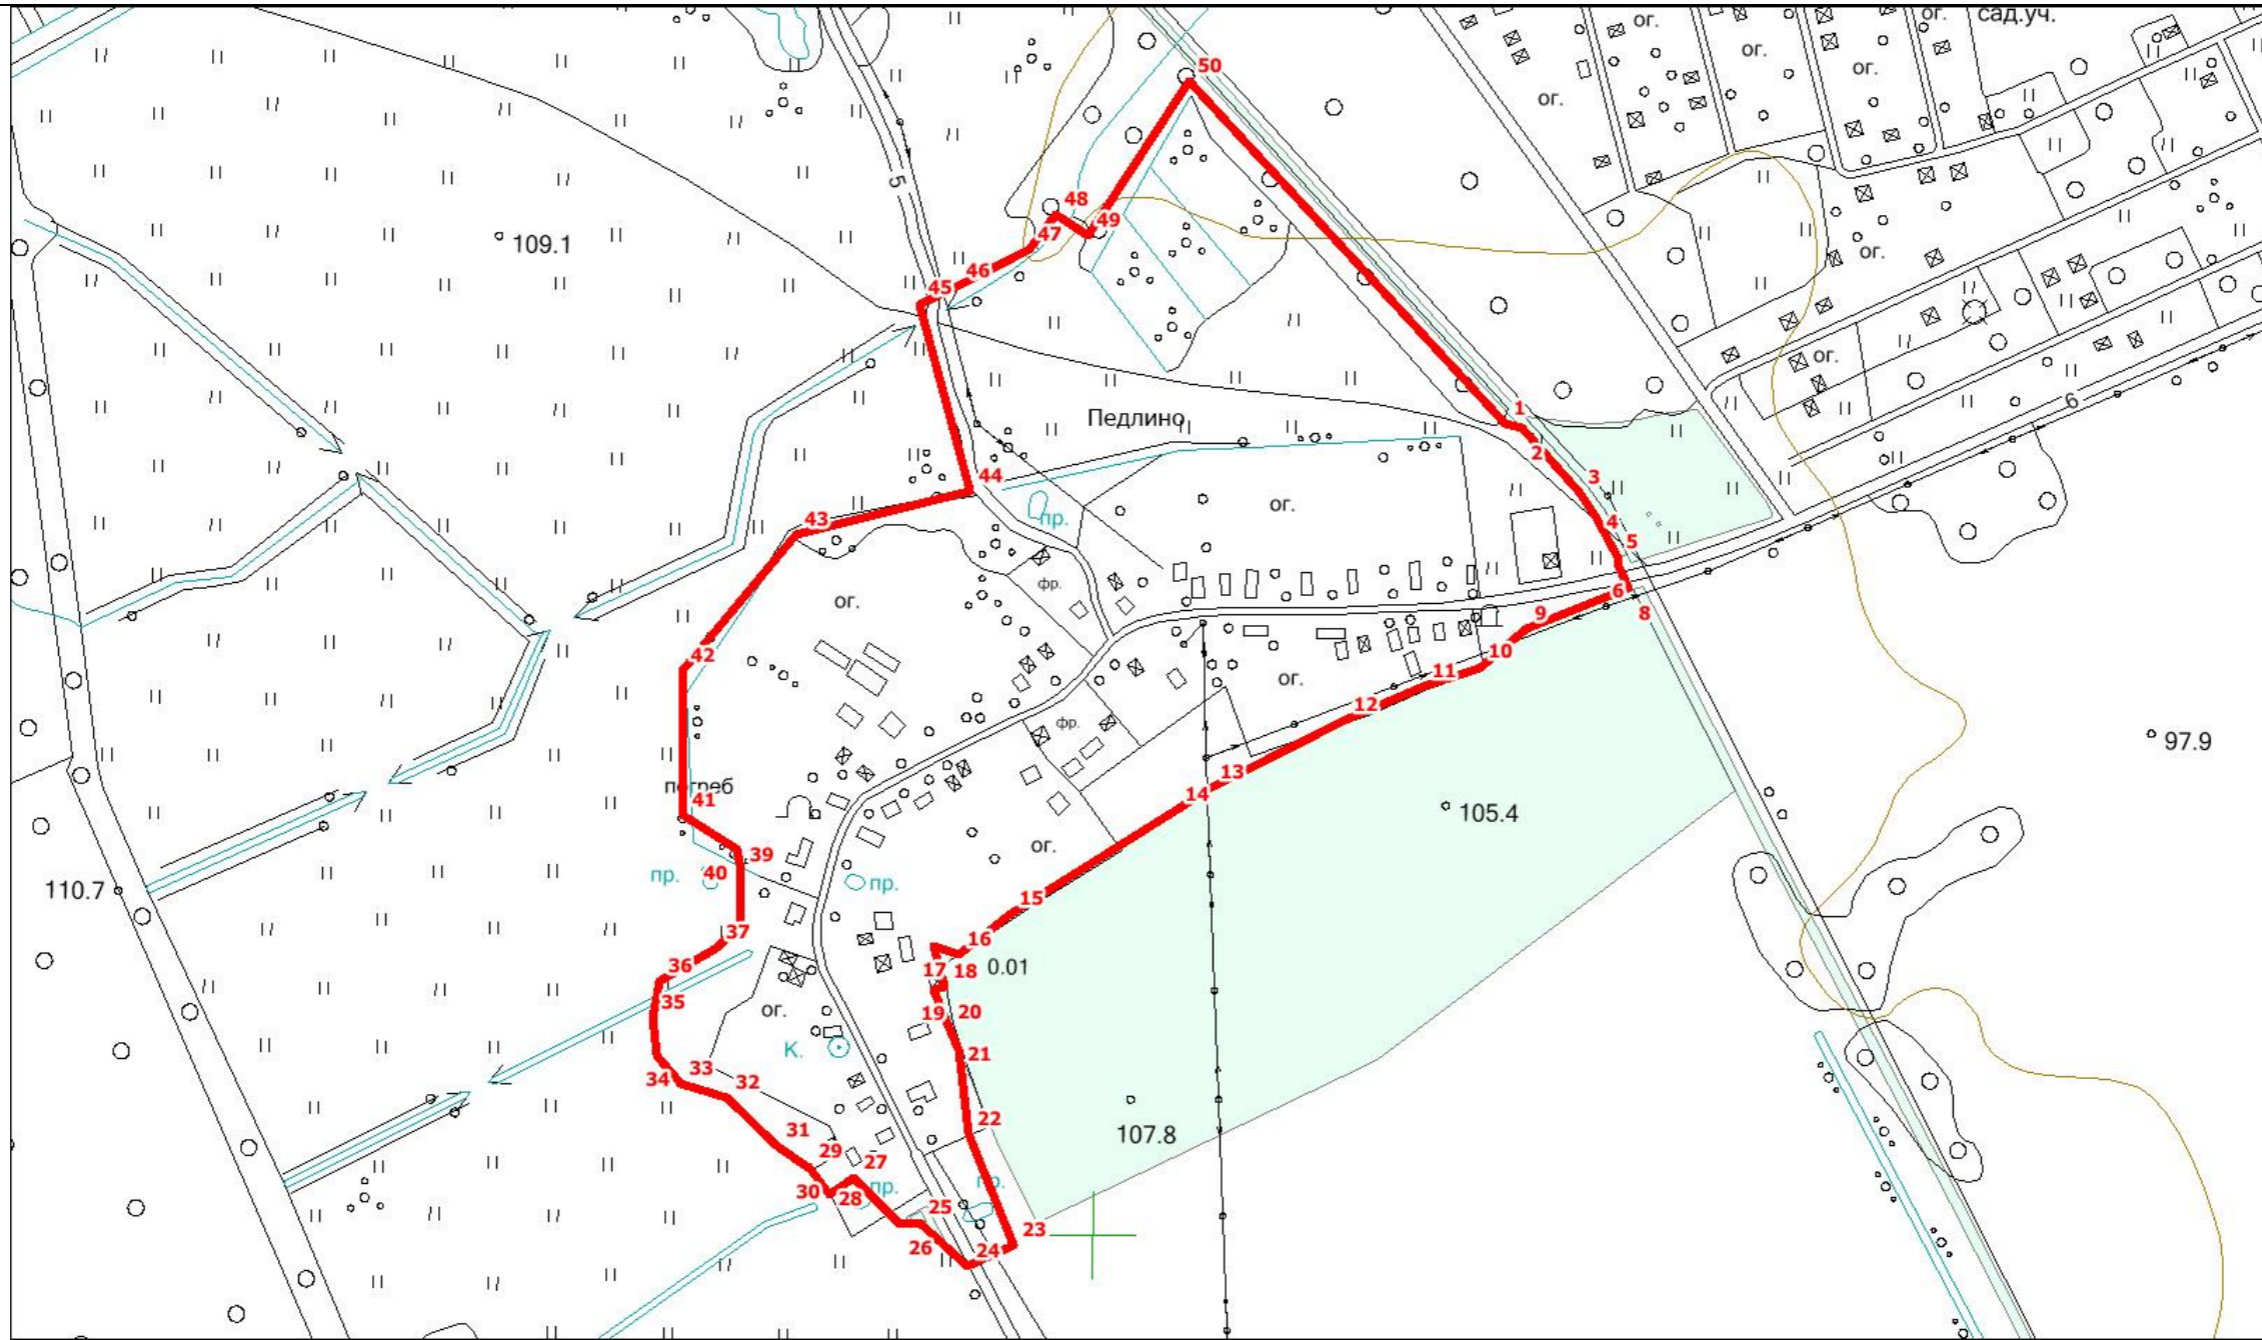 ог.
ог.
сад.уч.
50
ог.
ог.
ог.
5
48
49
109.1
47
46
ог.
45
ог.
1
6
Педлино
2
44
3
ог.
43
пр.
4
5
фр.
6
ог.
9
8
42
10
11
ог.
12
фр.
97.9
13
погреб
14
41
105.4
ог.
39
40
пр.
пр.
110.7
15
37
16
36
17
18
0.01
35
ог.
19
20
К.
21
33
34
32
22
107.8
31
29
27
30
28
пр.
пр.
25
23
26
24